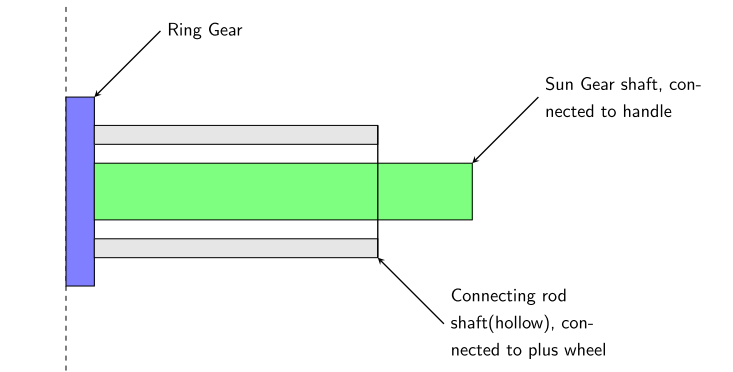 Ring Gear
Sun Gear shaft, con-
nected to handle
Connecting rod
shaft(hollow), con-
nected to plus wheel